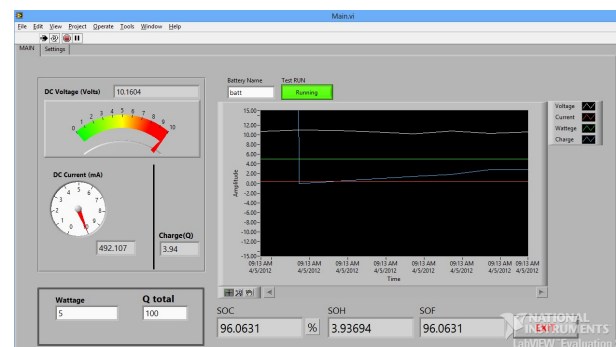 Main.vi
File Edit View Project Operate Tools Window Help
MAIN Settings
DC Voltage (Volts) 10.1604
0 1 2 3 4 5 6 7 8 9 10
DC Current (mA)
492.107
Charge(Q)
3.94
Wattage
5
Q total
100
Battery Name
batt
Test RUN
Running
Voltage
Current
Wattege
Charge
Amplitude
15.00
12.00
10.00
8.00
6.00
4.00
2.00
0.00
-2.00
-4.00
-6.00
-8.00
-10.00
-12.00
-15.00
09:13 AM 09:13 AM 09:13 AM 09:13 AM 09:13 AM 09:13 AM 09:13 AM 09:13 AM
4/5/2012 4/5/2012 4/5/2012 4/5/2012 4/5/2012 4/5/2012 4/5/2012 4/5/2012
Time
SOC
96.0631 %
SOH
3.93694
SOF
96.0631
EXIT
NATIONAL
INSTRUMENTS
LabVIEW Evaluation